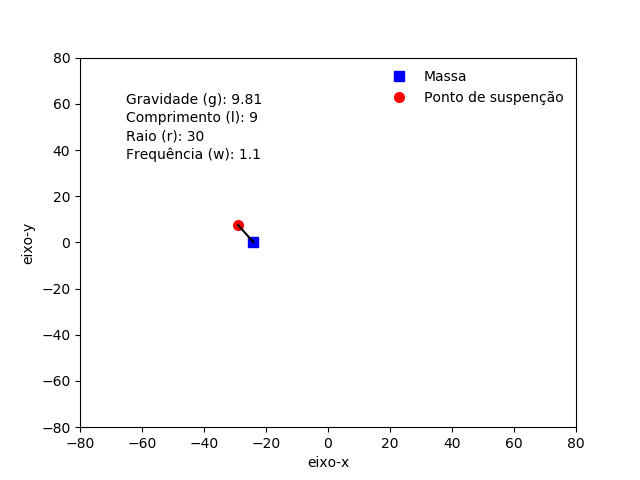 Massa
Ponto de suspenção
Gravidade (g): 9.81
Comprimento (l): 9
Raio (r): 30
Frequência (w): 1.1
eixo-y
80
60
40
20
0
−20
−40
−60
−80
−80 −60 −40 −20 0 20 40 60 80
eixo-x